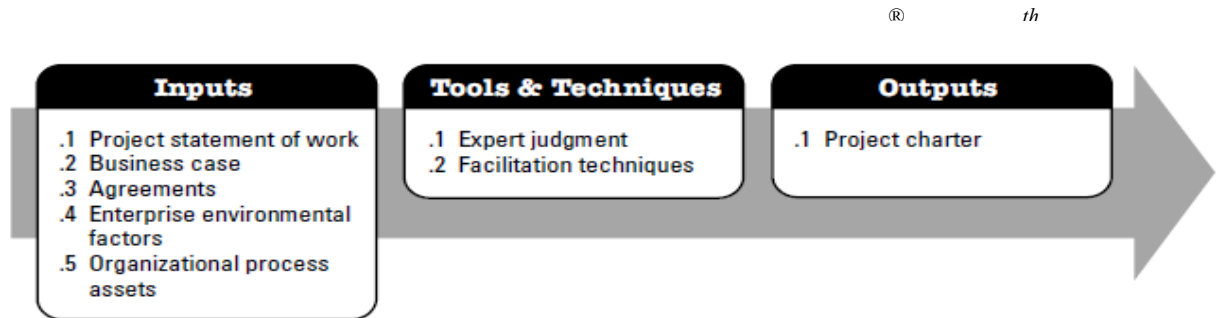 ® th
Inputs
.1 Project statement of work
.2 Business case
.3 Agreements
.4 Enterprise environmental
factors
.5 Organizational process
assets
Tools & Techniques
.1 Expert judgment
.2 Facilitation techniques
Outputs
.1 Project charter